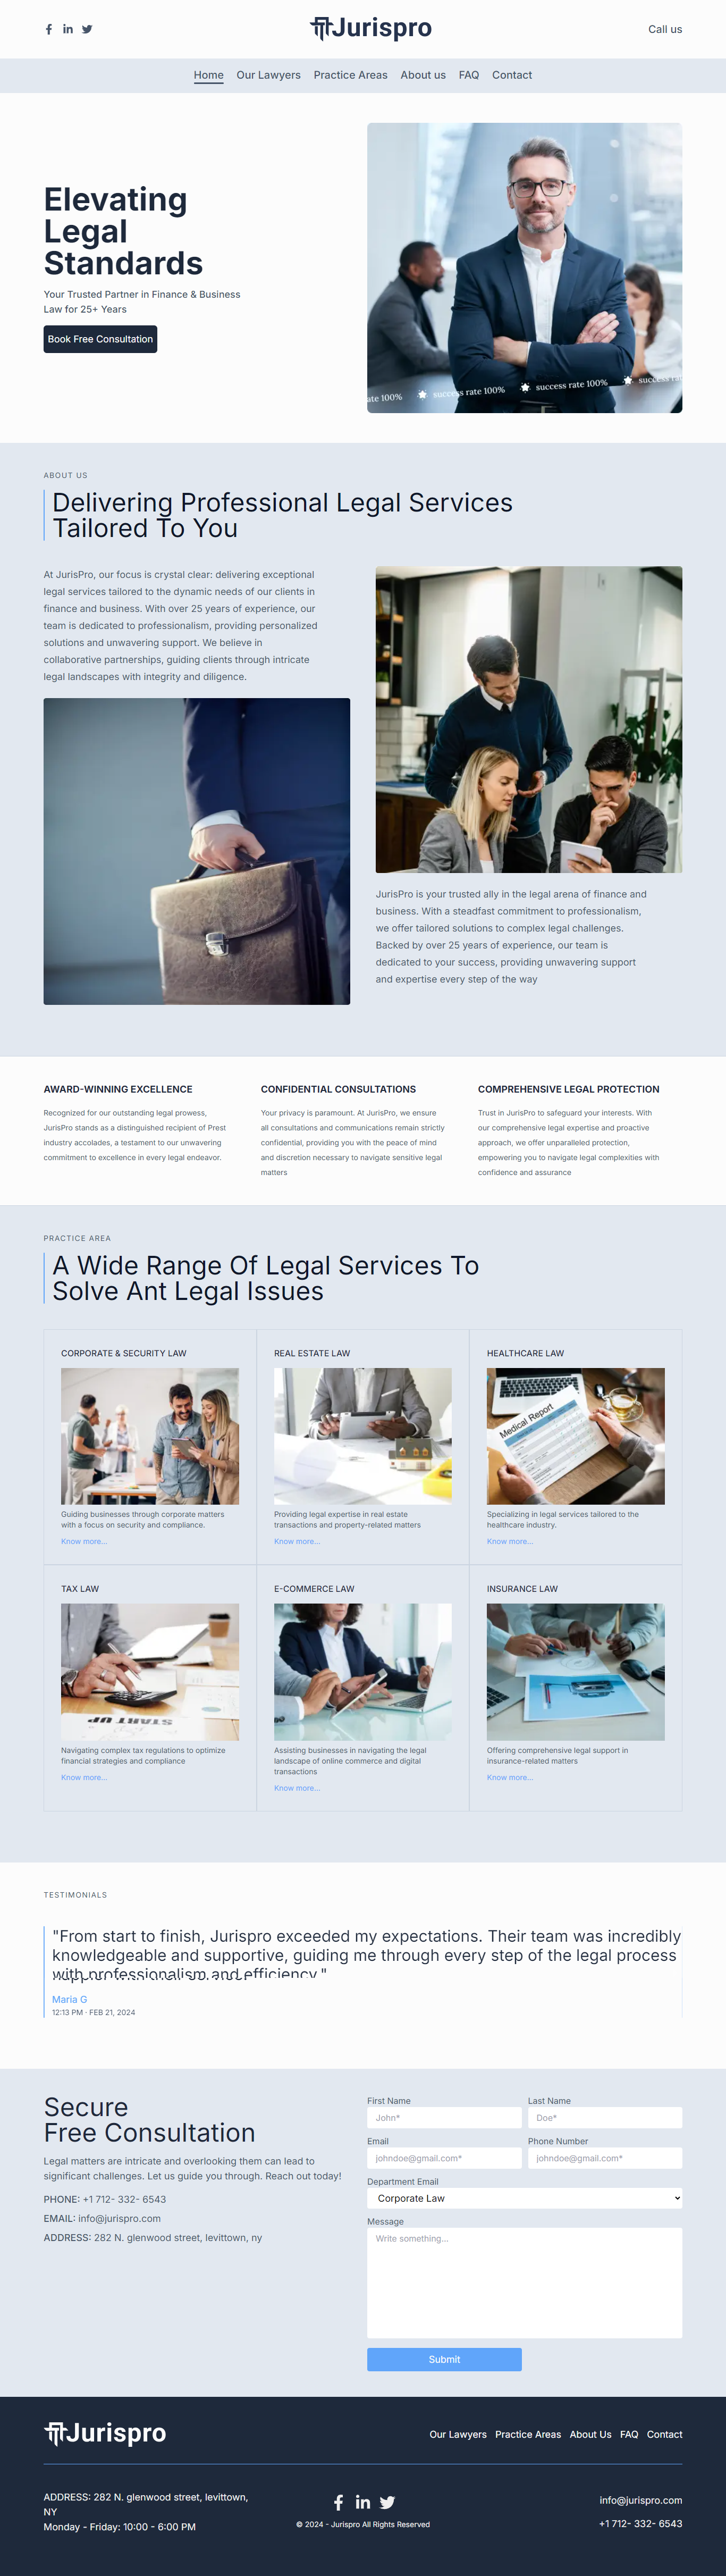 Jurispro
Call us
Home Our Lawyers Practice Areas About us FAQ Contact
Elevating
Legal
Standards
Your Trusted Partner in Finance & Business
Law for 25+ Years
Book Free Consultation
ate 100% success rate 100% success rate 100% success ra
ABOUT US
Delivering Professional Legal Services
Tailored To You
At JurisPro, our focus is crystal clear: delivering exceptional
legal services tailored to the dynamic needs of our clients in
finance and business. With over 25 years of experience, our
team is dedicated to professionalism, providing personalized
solutions and unwavering support. We believe in
collaborative partnerships, guiding clients through intricate
legal landscapes with integrity and diligence.
JurisPro is your trusted ally in the legal arena of finance and
business. With a steadfast commitment to professionalism,
we offer tailored solutions to complex legal challenges.
Backed by over 25 years of experience, our team is
dedicated to your success, providing unwavering support
and expertise every step of the way
AWARD-WINNING EXCELLENCE
Recognized for our outstanding legal prowess,
JurisPro stands as a distinguished recipient of Prest
industry accolades, a testament to our unwavering
commitment to excellence in every legal endeavor.
CONFIDENTIAL CONSULTATIONS
Your privacy is paramount. At JurisPro, we ensure
all consultations and communications remain strictly
confidential, providing you with the peace of mind
and discretion necessary to navigate sensitive legal
matters
COMPREHENSIVE LEGAL PROTECTION
Trust in JurisPro to safeguard your interests. With
our comprehensive legal expertise and proactive
approach, we offer unparalleled protection,
empowering you to navigate legal complexities with
confidence and assurance
PRACTICE AREA
A Wide Range Of Legal Services To
Solve Ant Legal Issues
CORPORATE & SECURITY LAW
Guiding businesses through corporate matters
with a focus on security and compliance.
Know more...
REAL ESTATE LAW
Providing legal expertise in real estate
transactions and property-related matters
Know more...
HEALTHCARE LAW
Medical Report
Specializing in legal services tailored to the
healthcare industry.
Know more...
TAX LAW
START UP
Navigating complex tax regulations to optimize
financial strategies and compliance
Know more...
E-COMMERCE LAW
Assisting businesses in navigating the legal
landscape of online commerce and digital
transactions
Know more...
INSURANCE LAW
Offering comprehensive legal support in
insurance-related matters
Know more...
TESTIMONIALS
"From start to finish, Jurispro exceeded my expectations. Their team was incredibly
knowledgeable and supportive, guiding me through every step of the legal process
with professionalism and efficiency."
Maria G
12:13 PM · FEB 21, 2024
Secure
Free Consultation
Legal matters are intricate and overlooking them can lead to
significant challenges. Let us guide you through. Reach out today!
PHONE: +1 712- 332- 6543
EMAIL: info@jurispro.com
ADDRESS: 282 N. glenwood street, levittown, ny
First Name Last Name
John* Doe*
Email Phone Number
johndoe@gmail.com* johndoe@gmail.com*
Department Email
Corporate Law
Message
Write something...
Submit
Jurispro
Our Lawyers Practice Areas About Us FAQ Contact
ADDRESS: 282 N. glenwood street, levittown,
NY
Monday - Friday: 10:00 - 6:00 PM
© 2024 - Jurispro All Rights Reserved
info@jurispro.com
+1 712- 332- 6543